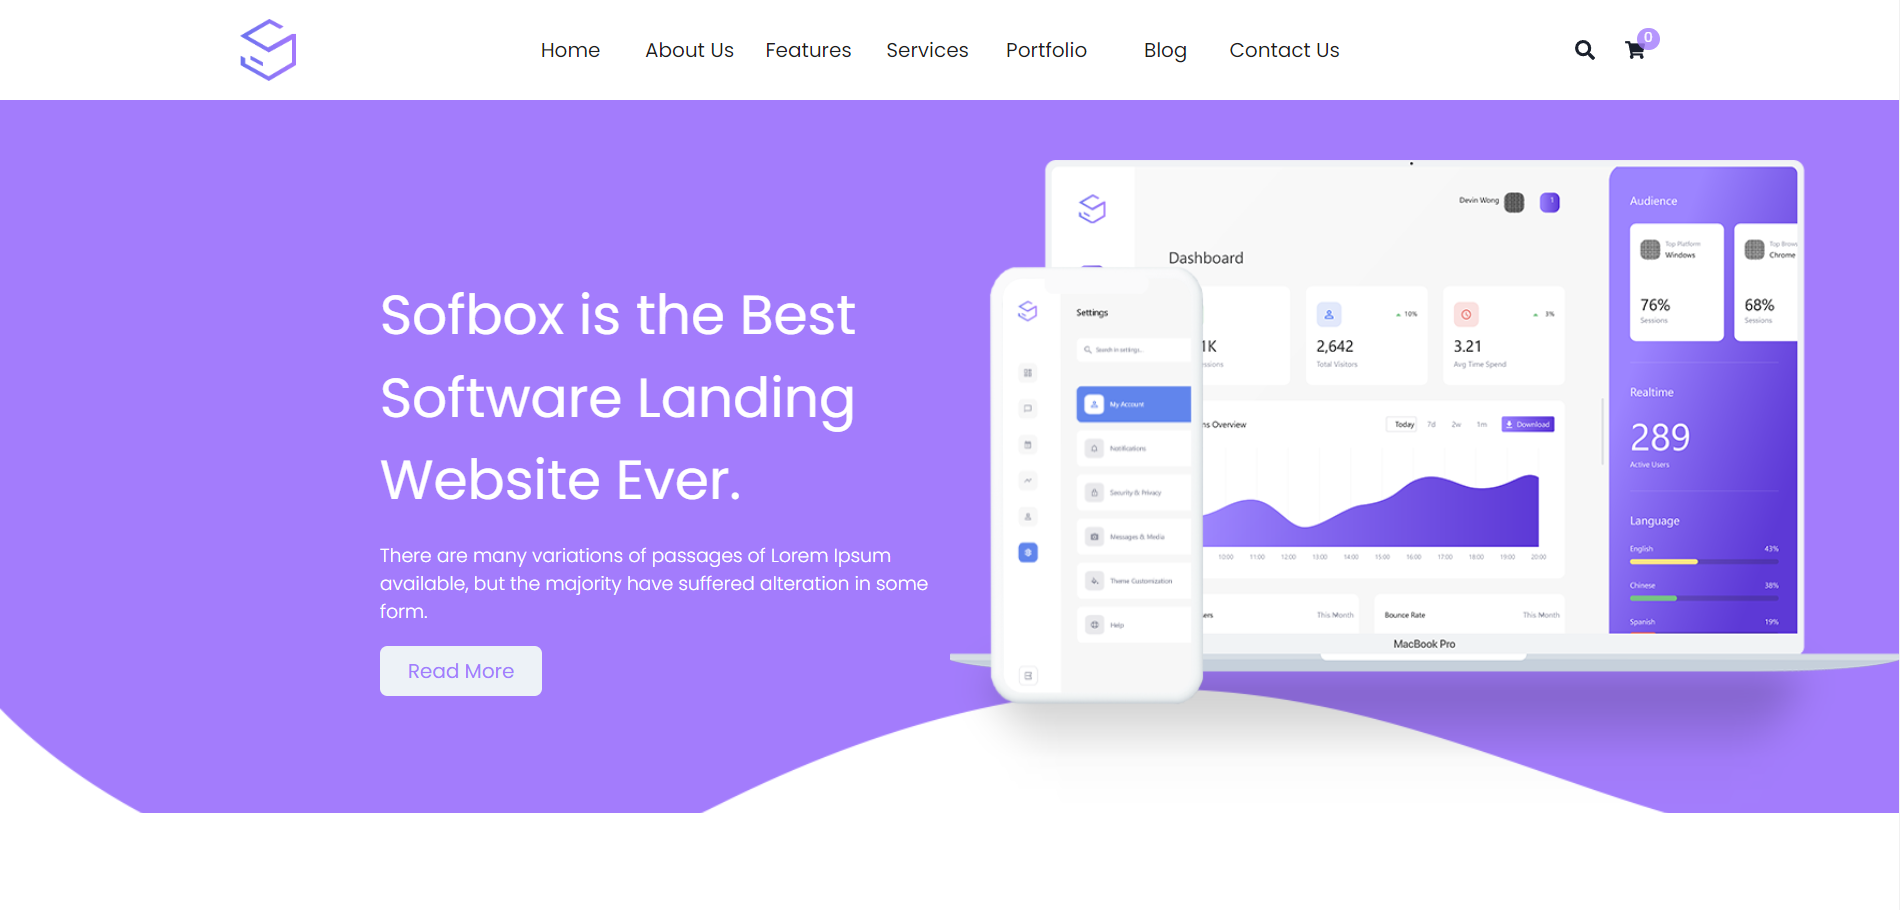 Home About Us Features Services Portfolio Blog Contact Us 0
Sofbox is the Best
Software Landing
Website Ever.
There are many variations of passages of Lorem Ipsum
available, but the majority have suffered alteration in some
form.
Read More
Devin Wong 1
Dashboard
1K
2,642
Total Visitors
10%
3.21
Avg Time Spend
3%
Overview
Today 7d 2w 1m Download
10:00 11:00 12:00 13:00 14:00 15:00 16:00 17:00 18:00 19:00 20:00
This Month
Bounce Rate This Month
MacBook Pro
Audience
Top Platform
Windows
76%
Sessions
Top Brow
Chrome
68%
Sessions
Realtime
289
Active Users
Language
English 43%
Chinese 38%
Spanish 19%
Settings
Search in settings..
My Account
Notifications
Security & Privacy
Messages & Media
Theme Customization
Help